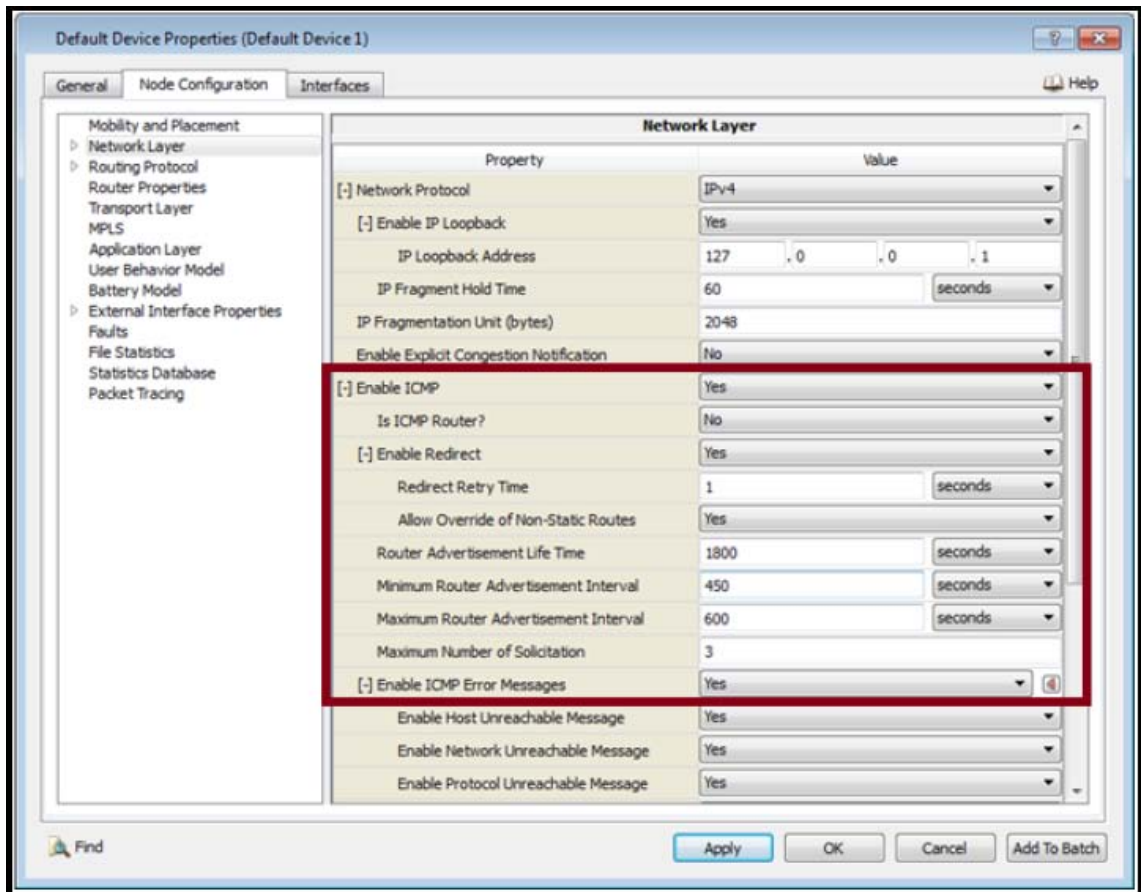 Default Device Properties (Default Device 1)
General Node Configuration Interfaces Help
Mobility and Placement
Network Layer
Routing Protocol
Router Properties
Transport Layer
MPLS
Application Layer
User Behavior Model
Battery Model
External Interface Properties
Faults
File Statistics
Statistics Database
Packet Tracing
Network Layer
Property Value
[-] Network Protocol IPv4
[-] Enable IP Loopback Yes
IP Loopback Address 127 . 0 . 0 . 1
IP Fragment Hold Time 60 seconds
IP Fragmentation Unit (bytes) 2048
Enable Explicit Congestion Notification No
[-] Enable ICMP Yes
Is ICMP Router? No
[-] Enable Redirect Yes
Redirect Retry Time 1 seconds
Allow Override of Non-Static Routes Yes
Router Advertisement Life Time 1800 seconds
Minimum Router Advertisement Interval 450 seconds
Maximum Router Advertisement Interval 600 seconds
Maximum Number of Solicitation 3
[-] Enable ICMP Error Messages Yes
Enable Host Unreachable Message Yes
Enable Network Unreachable Message Yes
Enable Protocol Unreachable Message Yes
Find Apply OK Cancel Add To Batch